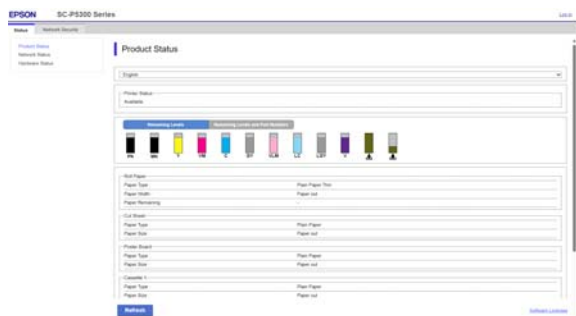 EPSON SC-P5300 Series
Log in
Status Network Security
Product Status
Network Status
Hardware Status
Product Status
English
Printer Status
Available
Remaining Levels Remaining Levels and Part Numbers
PK MK Y VM C GY VLM LC LGY V
Roll Paper
Paper Type Plain Paper Thin
Paper Width Paper out
Paper Remaining -
Cut Sheet
Paper Type Plain Paper
Paper Size Paper out
Poster Board
Paper Type Plain Paper
Paper Size Paper out
Cassette 1
Paper Type Plain Paper
Paper Size Paper out
Refresh
Software Licenses